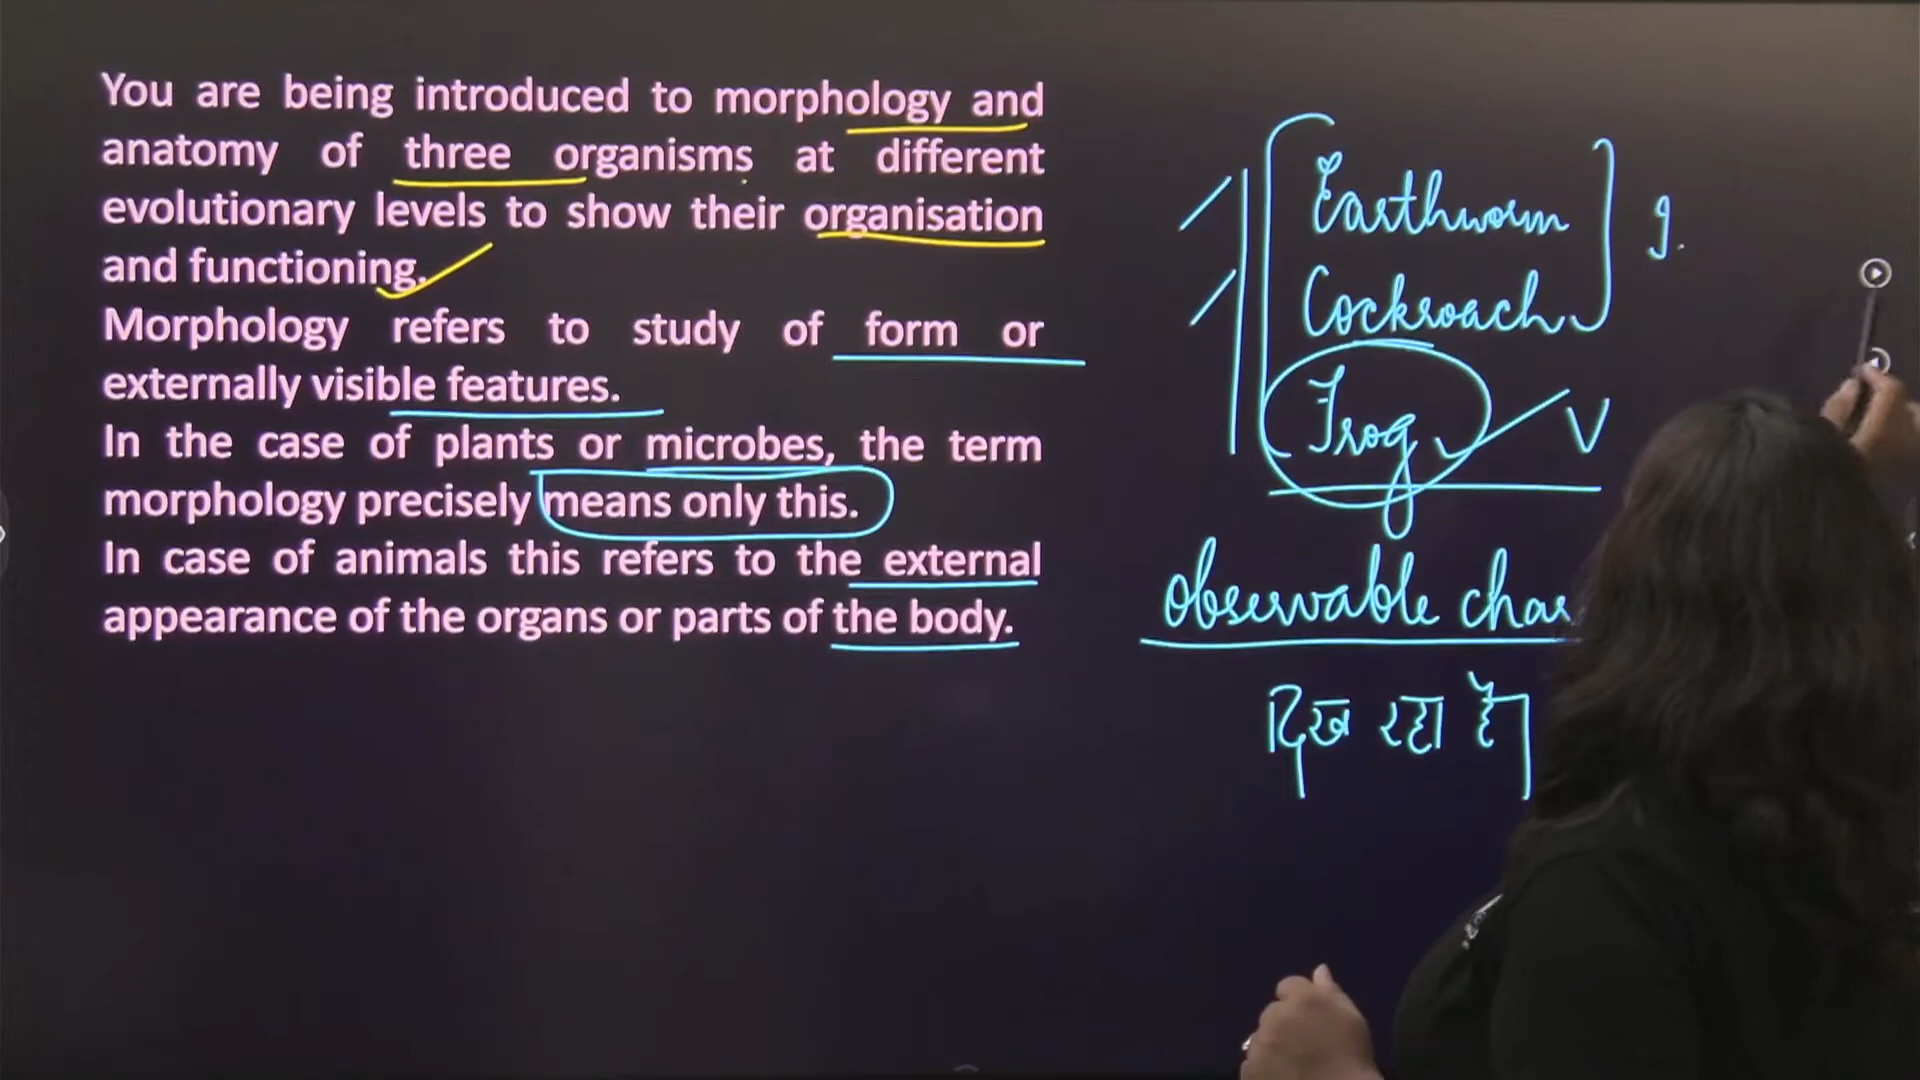 You are being introduced to morphology and
anatomy of three organisms at different
evolutionary levels to show their organisation
and functioning.
Morphology refers to study of form or
externally visible features.
In the case of plants or microbes, the term
morphology precisely means only this.
In case of animals this refers to the external
appearance of the organs or parts of the body.
Earthworm
Cockroach
g.
Frog
V
observable char
दिख रहा है।